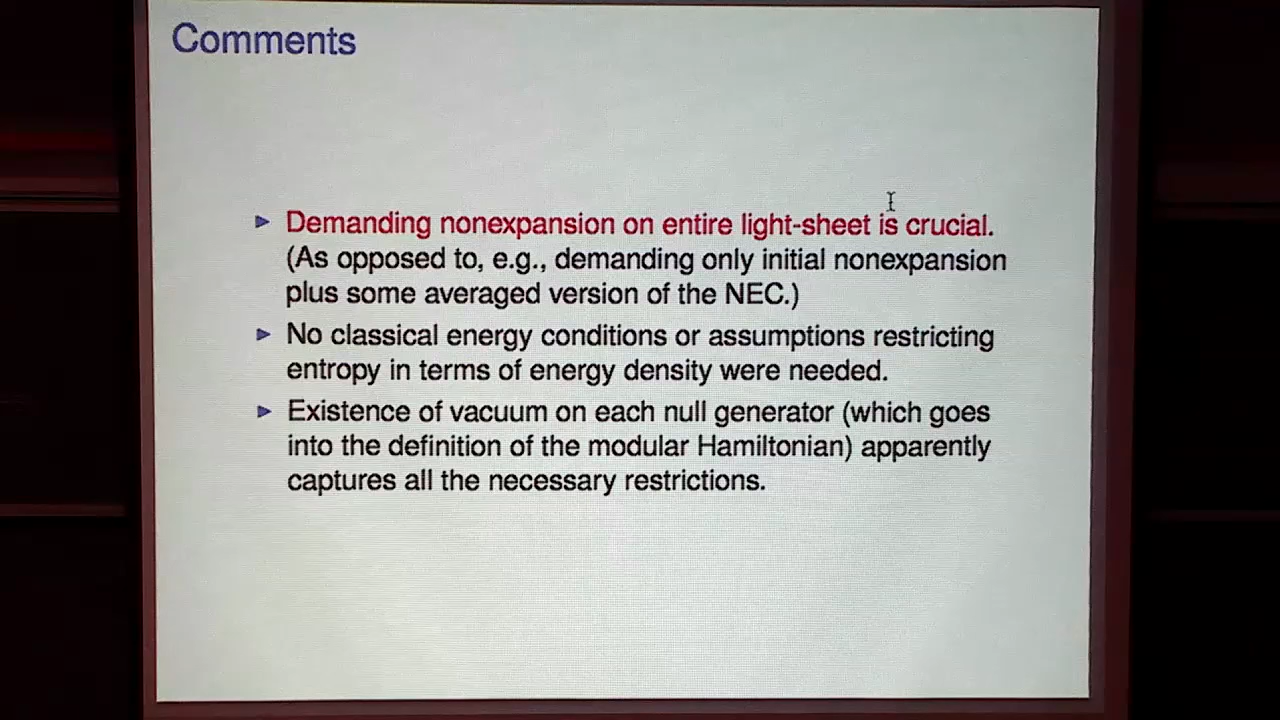 Comments
Demanding nonexpansion on entire light-sheet is crucial.
(As opposed to, e.g., demanding only initial nonexpansion
plus some averaged version of the NEC.)
No classical energy conditions or assumptions restricting
entropy in terms of energy density were needed.
Existence of vacuum on each null generator (which goes
into the definition of the modular Hamiltonian) apparently
captures all the necessary restrictions.